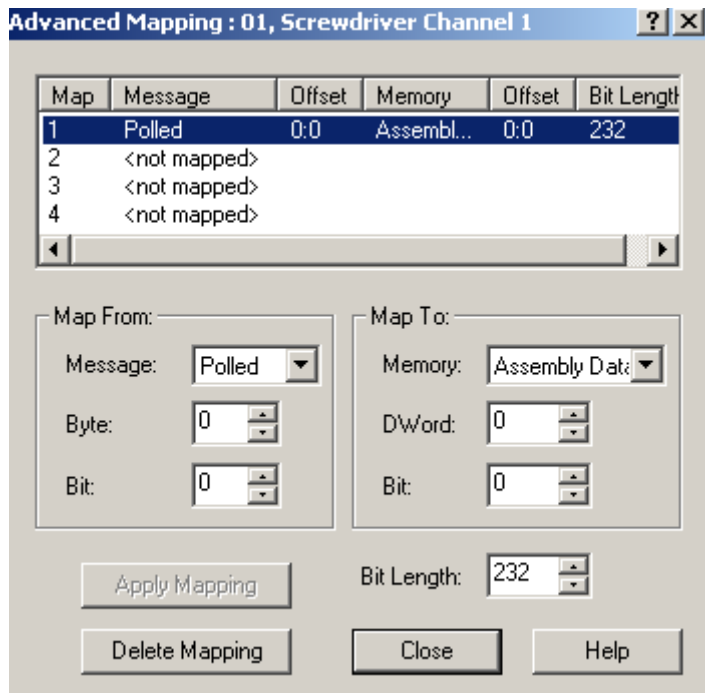 Advanced Mapping : 01, Screwdriver Channel 1
Map Message Offset Memory Offset Bit Length
1 Polled 0:0 Assembl... 0:0 232
2 <not mapped>
3 <not mapped>
4 <not mapped>
Map From: Map To:
Message: Polled Memory: Assembly Data
Byte: 0 DWord: 0
Bit: 0 Bit: 0
Apply Mapping Bit Length: 232
Delete Mapping Close Help